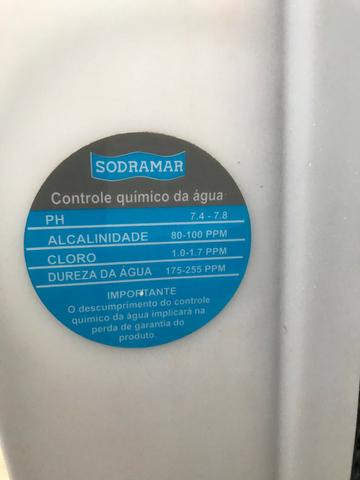 SODRAMAR
Controle químico da água
PH 7.4 - 7.8
ALCALINIDADE 80-100 PPM
CLORO 1.0-1.7 PPM
DUREZA DA ÁGUA 175-255 PPM
IMPORTANTE
O descumprimento do controle
químico da água implicará na
perda de garantia do
produto.